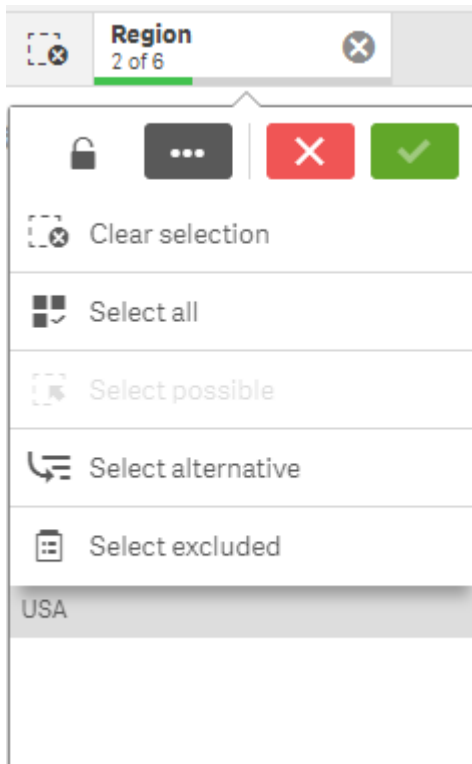 Region
2 of 6
Clear selection
Select all
Select possible
Select alternative
Select excluded
USA